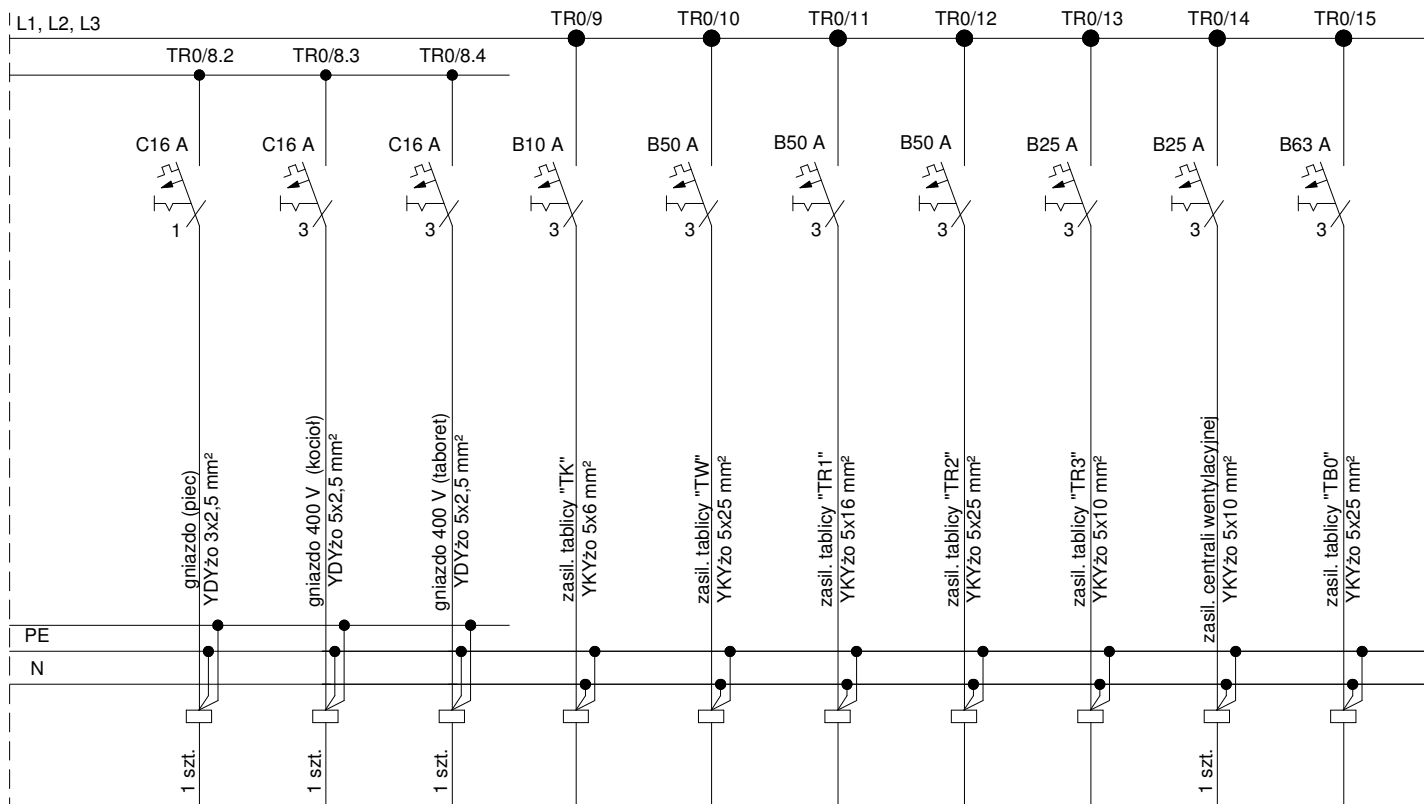 L1, L2, L3
TR0/9
TR0/10
TR0/11
TR0/12
TR0/13
TR0/14
TR0/15
TR0/8.2
TR0/8.3
TR0/8.4
C16 A
C16 A
C16 A
B10 A
B50 A
B50 A
B50 A
B25 A
B25 A
B63 A
1
3
3
3
3
3
3
3
3
3
gniazdo (piec)
YDYżo 3x2,5 mm²
gniazdo 400 V (kocioł)
YDYżo 5x2,5 mm²
gniazdo 400 V (taboret)
YDYżo 5x2,5 mm²
zasil. tablicy "TK"
YKYżo 5x6 mm²
zasil. tablicy "TW"
YKYżo 5x25 mm²
zasil. tablicy "TR1"
YKYżo 5x16 mm²
zasil. tablicy "TR2"
YKYżo 5x25 mm²
zasil. tablicy "TR3"
YKYżo 5x10 mm²
zasil. centrali wentylacyjnej
YKYżo 5x10 mm²
zasil. tablicy "TB0"
YKYżo 5x25 mm²
PE
N
1 szt.
1 szt.
1 szt.
1 szt.